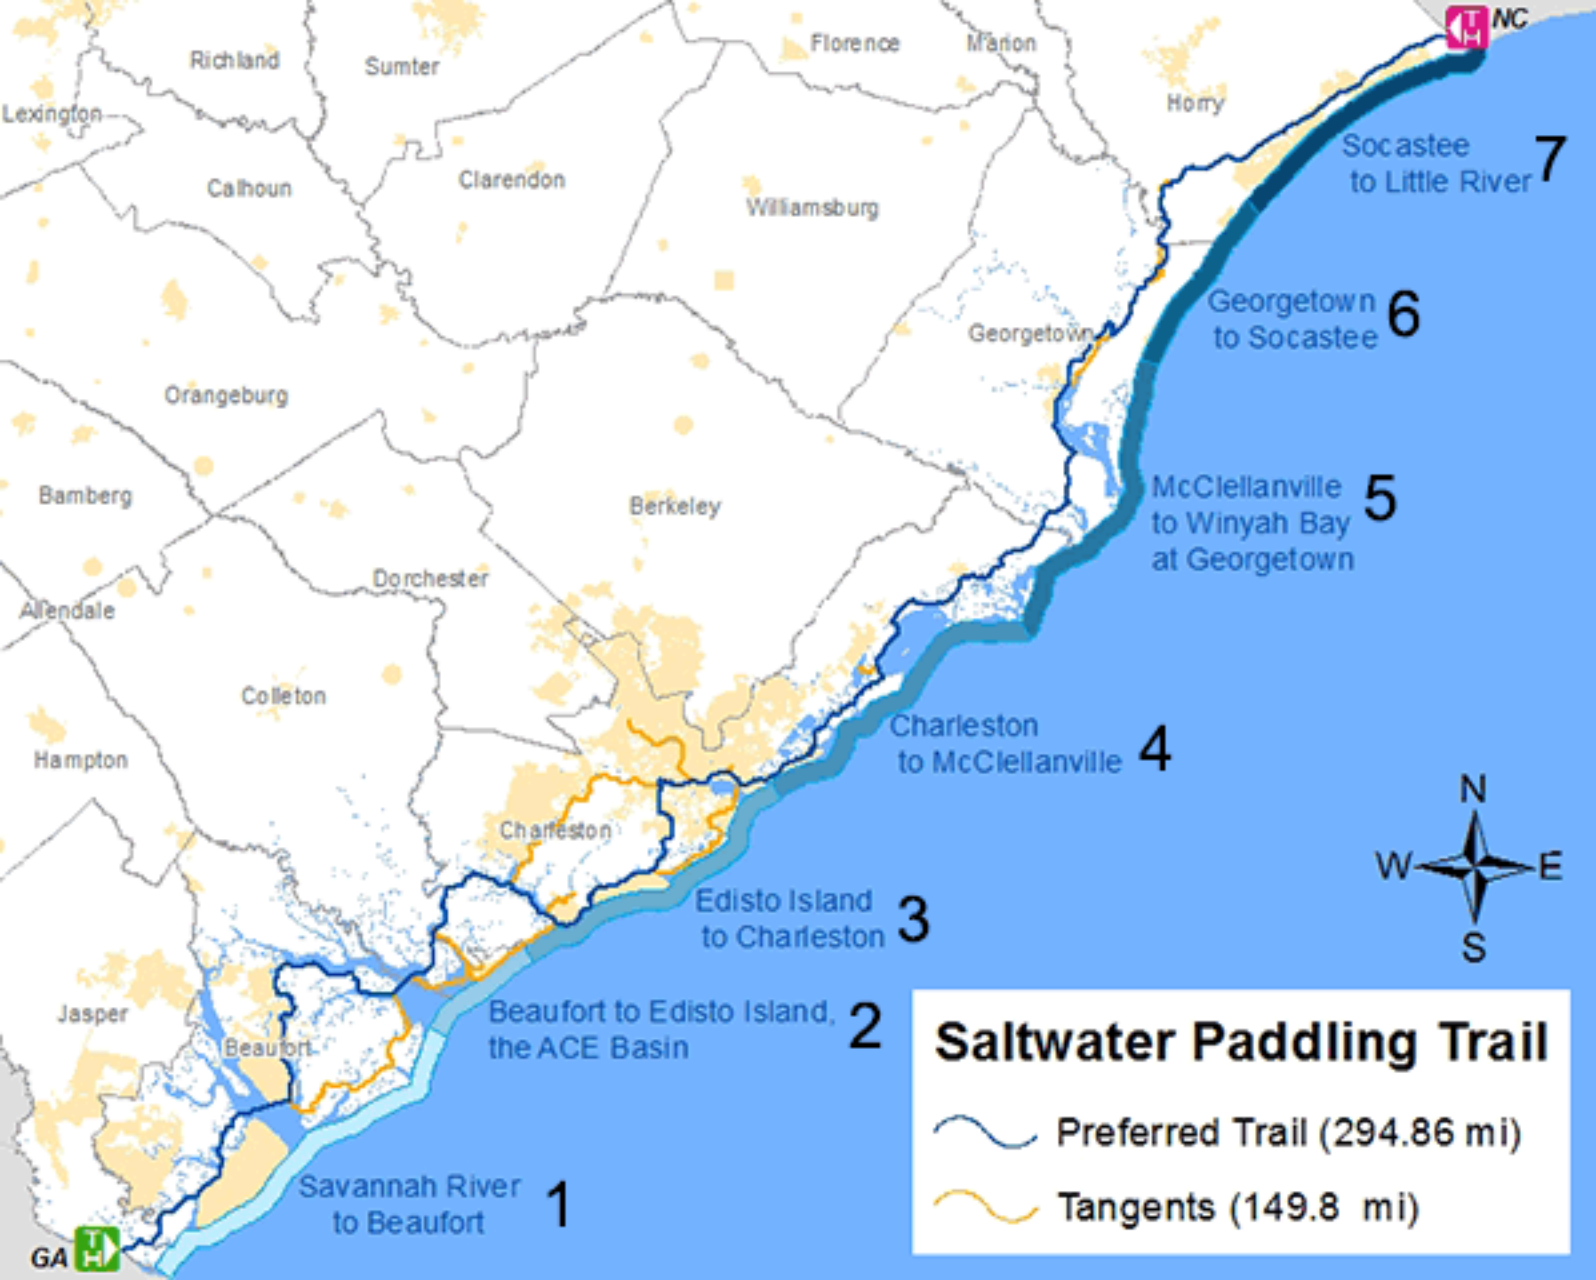 NC
Richland
Florence
Marion
Sumter
Horry
Lexington
Socastee
to Little River
7
Clarendon
Calhoun
Williamsburg
Georgetown
to Socastee
6
Georgetown
Orangeburg
McClellanville
to Winyah Bay
at Georgetown
5
Bamberg
Berkeley
Dorchester
Allendale
Colleton
Charleston
to McClellanville
4
Hampton
N
W
E
S
Charleston
Edisto Island
to Charleston
3
Jasper
Beaufort to Edisto Island,
the ACE Basin
2
Beaufort
Saltwater Paddling Trail
Preferred Trail (294.86 mi)
Tangents (149.8 mi)
Savannah River
to Beaufort
1
GA
TH
TH